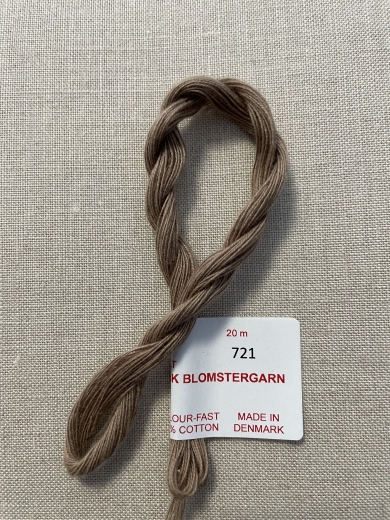 20 m
721
K BLOMSTERGARN
OUR-FAST MADE IN
% COTTON DENMARK